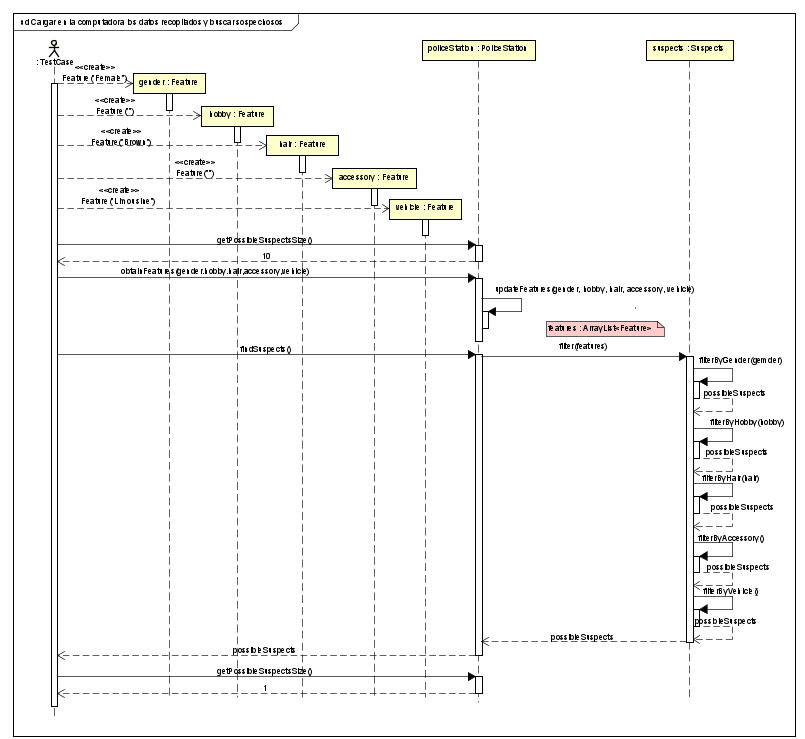 sd Cargar en la computadora los datos recopilados y buscar sospechosos
: TestCase
policeStation : PoliceStation
suspects : Suspects
<<create>>
Feature ("Female")
gender : Feature
<<create>>
Feature ("")
hobby : Feature
<<create>>
Feature ("Brown")
hair : Feature
<<create>>
Feature ("")
accessory : Feature
<<create>>
Feature ("Limousine")
vehicle : Feature
getPossibleSuspectsSize()
10
obtainFeatures(gender,hobby,hair,accessory,vehicle)
updateFeatures(gender, hobby, hair, accessory, vehicle)
features : ArrayList<Feature>
findSuspects()
filter(features)
filterByGender(gender)
possibleSuspects
filterByHobby(hobby)
possibleSuspects
filterByHair(hair)
possibleSuspects
filterByAccessory()
possibleSuspects
filterByVehicle()
possibleSuspects
possibleSuspects
possibleSuspects
getPossibleSuspectsSize()
1